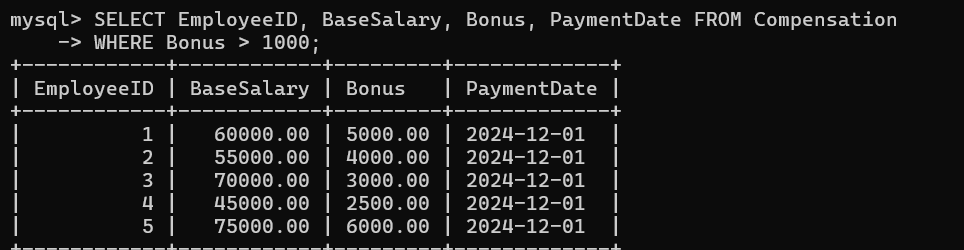 mysql> SELECT EmployeeID, BaseSalary, Bonus, PaymentDate FROM Compensation
    -> WHERE Bonus > 1000;
+------------+------------+---------+-------------+
| EmployeeID | BaseSalary | Bonus   | PaymentDate |
+------------+------------+---------+-------------+
|          1 |   60000.00 | 5000.00 | 2024-12-01  |
|          2 |   55000.00 | 4000.00 | 2024-12-01  |
|          3 |   70000.00 | 3000.00 | 2024-12-01  |
|          4 |   45000.00 | 2500.00 | 2024-12-01  |
|          5 |   75000.00 | 6000.00 | 2024-12-01  |
+------------+------------+---------+-------------+